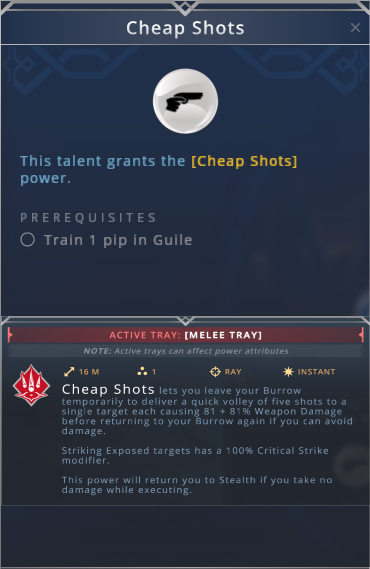 Cheap Shots
This talent grants the [Cheap Shots]
power.
PREREQUISITES
Train 1 pip in Guile
ACTIVE TRAY: [MELEE TRAY]
NOTE: Active trays can affect power attributes
16 M 1 RAY INSTANT
Cheap Shots lets you leave your Burrow
temporarily to deliver a quick volley of five shots to a
single target each causing 81 + 81% Weapon Damage
before returning to your Burrow again if you can avoid
damage.
Striking Exposed targets has a 100% Critical Strike
modifier.
This power will return you to Stealth if you take no
damage while executing.